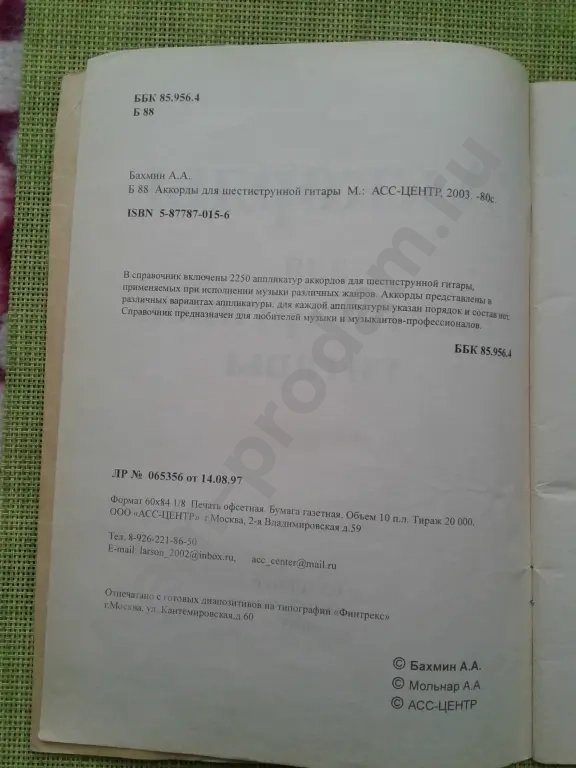 ББК 85.956.4
Б 88
Бахмин А.А.
Б 88 Аккорды для шестиструнной гитары М.: АСС-ЦЕНТР, 2003. -80с.
ISBN 5-87787-015-6
В справочник включены 2250 аппликатур аккордов для шестиструнной гитары,
применяемых при исполнении музыки различных жанров. Аккорды представлены в
различных вариантах аппликатуры. для каждой аппликатуры указан порядок и состав нот.
Справочник предназначен для любителей музыки и музыкантов-профессионалов.
ББК 85.956.4
ЛР № 065356 от 14.08.97
Формат 60х84 1/8 Печать офсетная. Бумага газетная. Объем 10 п.л. Тираж 20 000.
ООО «АСС-ЦЕНТР» г.Москва, 2-я Владимировская д.59
Тел. 8-926-221-86-50
E-mail: larson_2002@inbox.ru, acc_center@mail.ru
Отпечатано с готовых диапозитивов на типографии «Финтрекс»
г.Москва, ул. Кантемировская,д 60
© Бахмин А.А.
© Мольнар А.А
© АСС-ЦЕНТР